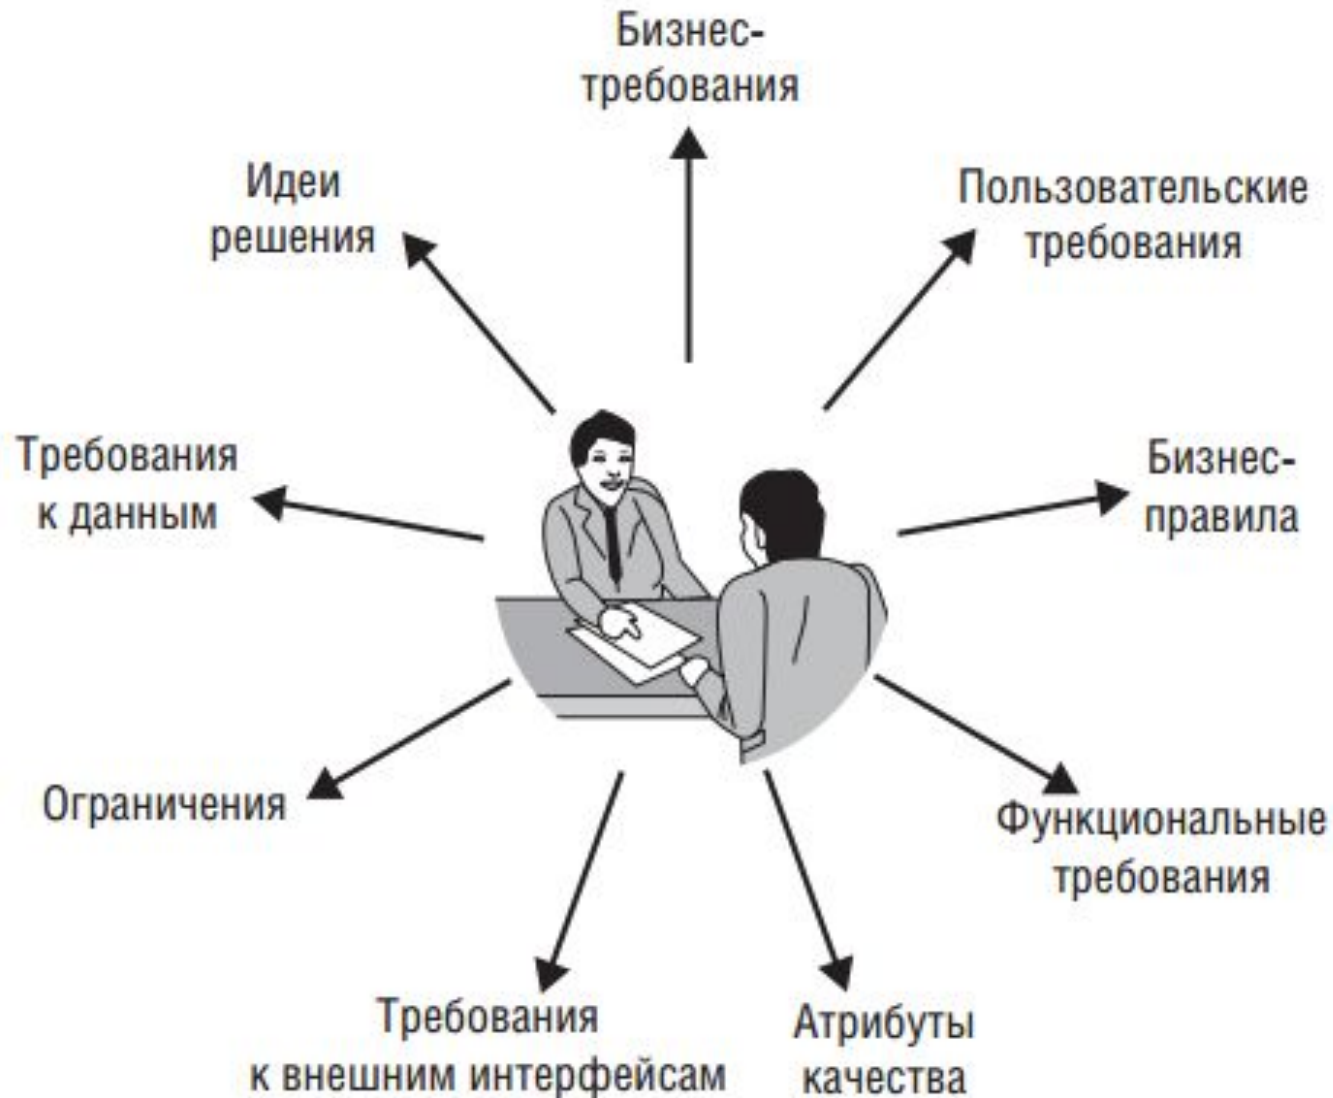 Бизнес-
требования
Идеи
решения
Пользовательские
требования
Требования
к данным
Бизнес-
правила
Ограничения
Функциональные
требования
Требования
к внешним интерфейсам
Атрибуты
качества